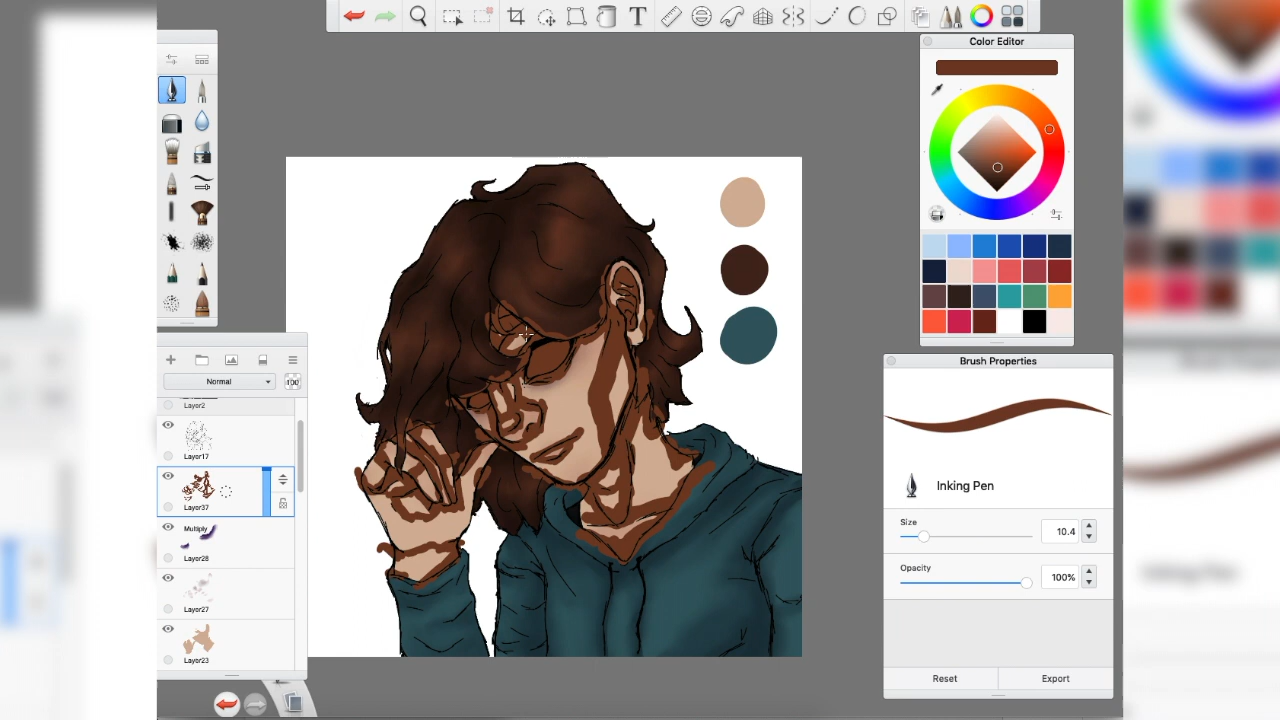 T
Color Editor
Normal
100
Layer2
Layer17
Layer37
Multiply
Layer28
Layer27
Layer23
Brush Properties
Inking Pen
Size
10.4
Opacity
100%
Reset
Export